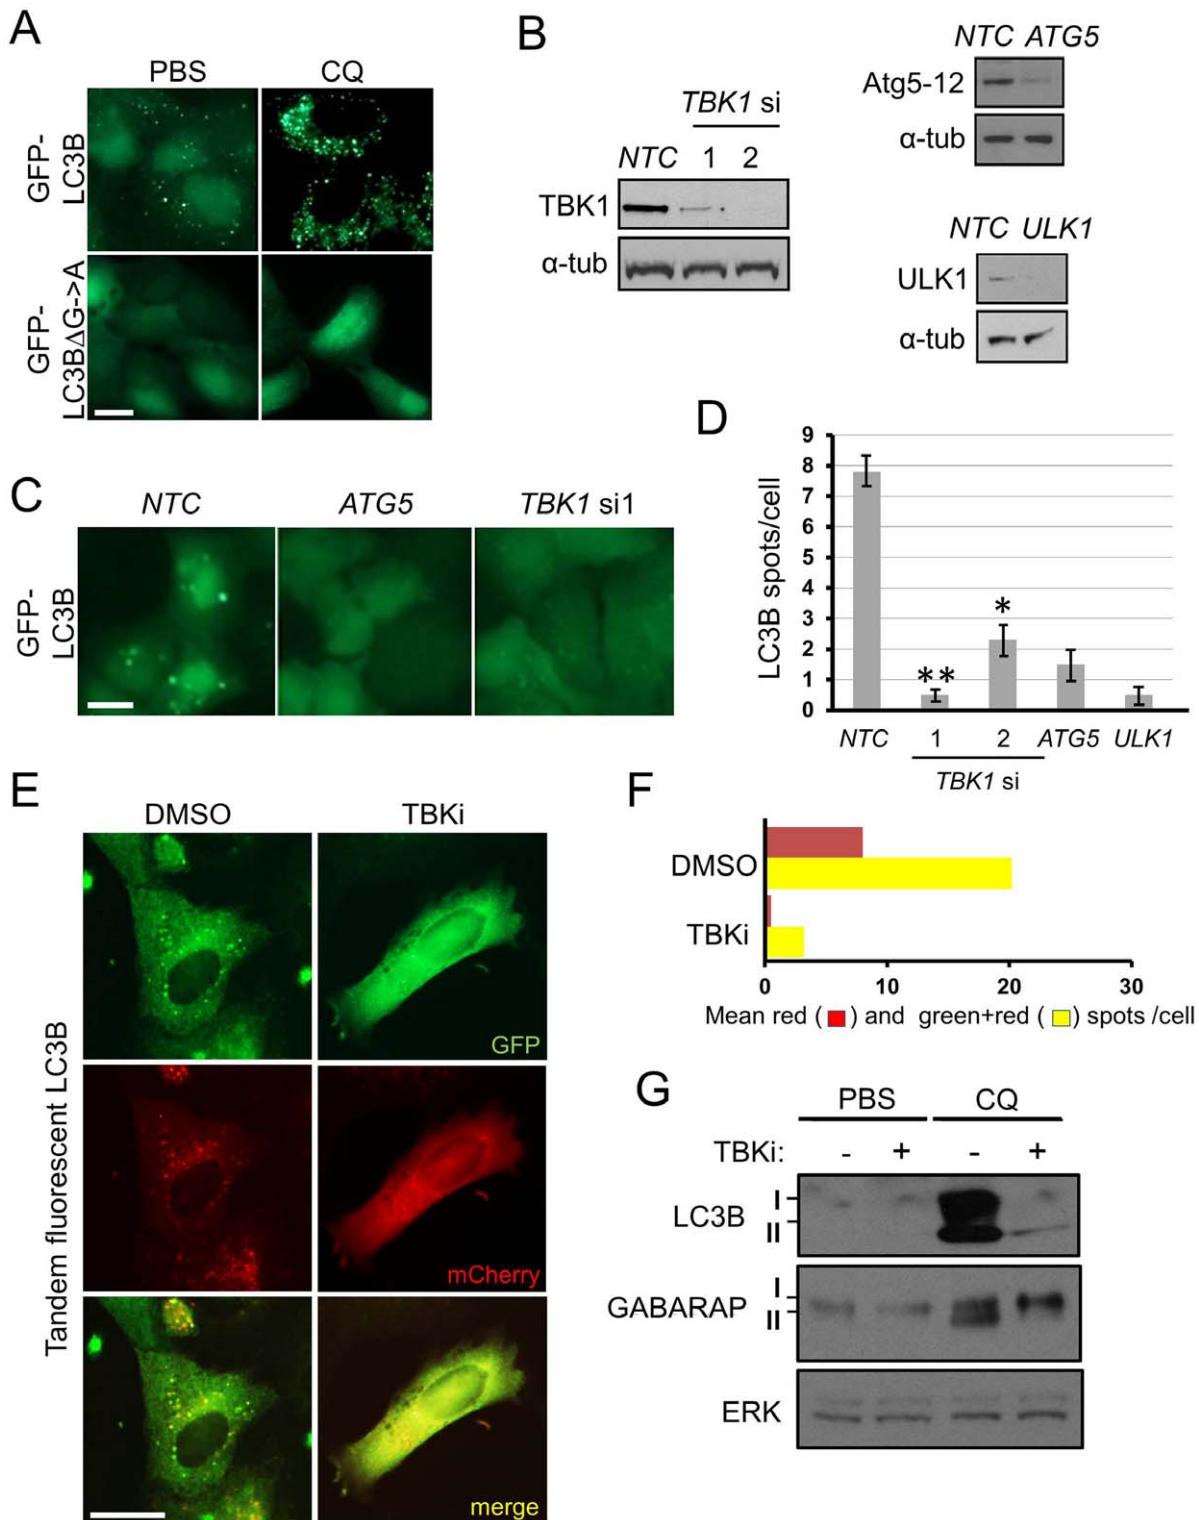 A
PBS CQ
GFP-
LC3B
GFP-
LC3BΔG->A
B
TBK1 si
NTC 1 2
TBK1
α-tub
NTC ATG5
Atg5-12
α-tub
NTC ULK1
ULK1
α-tub
C
NTC ATG5 TBK1 si1
GFP-
LC3B
D
LC3B spots/cell
9
8
7
6
5
4
3
2
1
0
** *
NTC 1 2 ATG5 ULK1
TBK1 si
E
DMSO TBKi
Tandem fluorescent LC3B
GFP
mCherry
merge
F
DMSO
TBKi
0 10 20 30
Mean red ( ) and green+red ( ) spots /cell
G
PBS CQ
TBKi: - + - +
LC3B I
II
GABARAP I
II
ERK